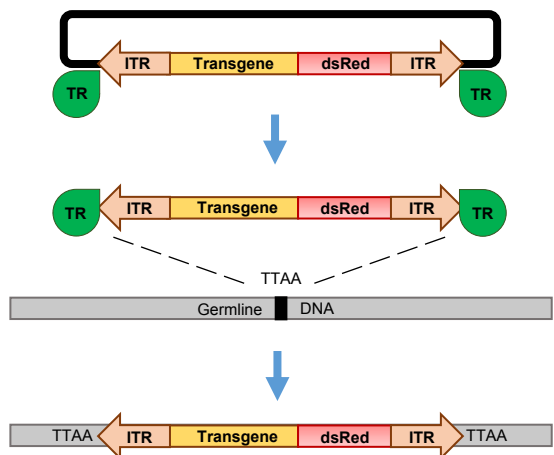 ITR Transgene dsRed ITR
TR TR
TR ITR Transgene dsRed ITR TR
TTAA
Germline DNA
TTAA ITR Transgene dsRed ITR TTAA